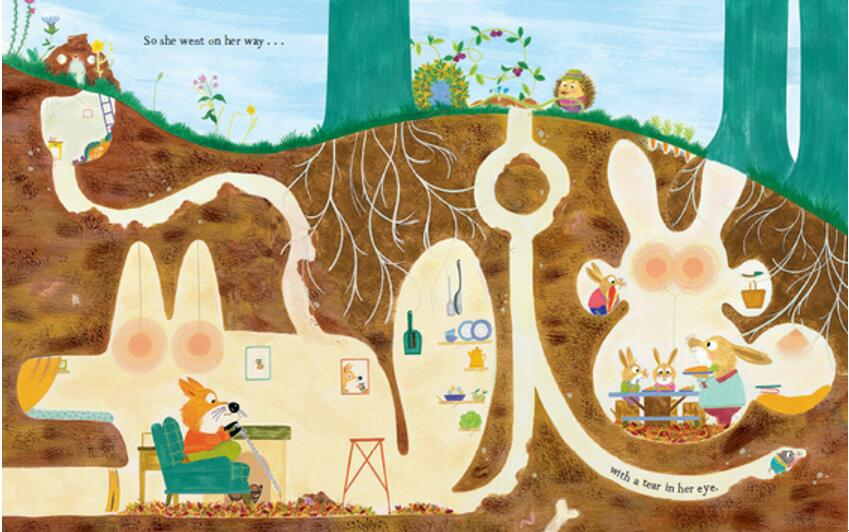 So she went on her way...
with a tear in her eye.